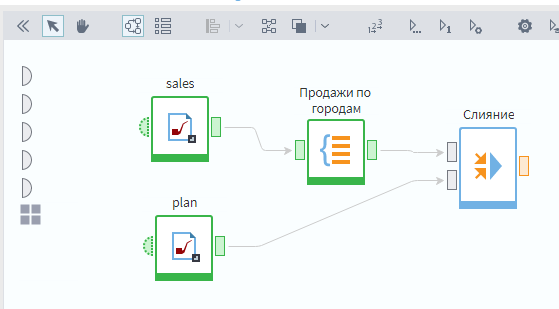 sales
Продажи по
городам
Слияние
plan